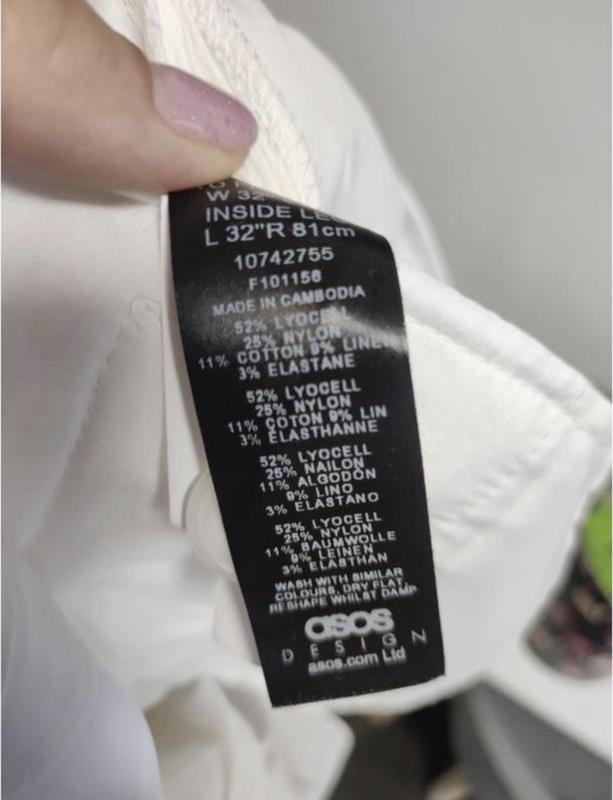 W 32
INSIDE LE
L 32"R 81cm
10742755
F101156
MADE IN CAMBODIA
52% LYOCELL
25% NYLON
11% COTTON 9% LINEN
3% ELASTANE
52% LYOCELL
25% NYLON
11% COTON 9% LIN
3% ÉLASTHANNE
52% LYOCELL
25% NAILON
11% ALGODÓN
9% LINO
3% ELASTANO
52% LYOCELL
25% NYLON
11% BAUMWOLLE
9% LEINEN
3% ELASTHAN
WASH WITH SIMILAR
COLOURS, DRY FLAT,
RESHAPE WHILST DAMP
asos
DESIGN
asos.com Ltd